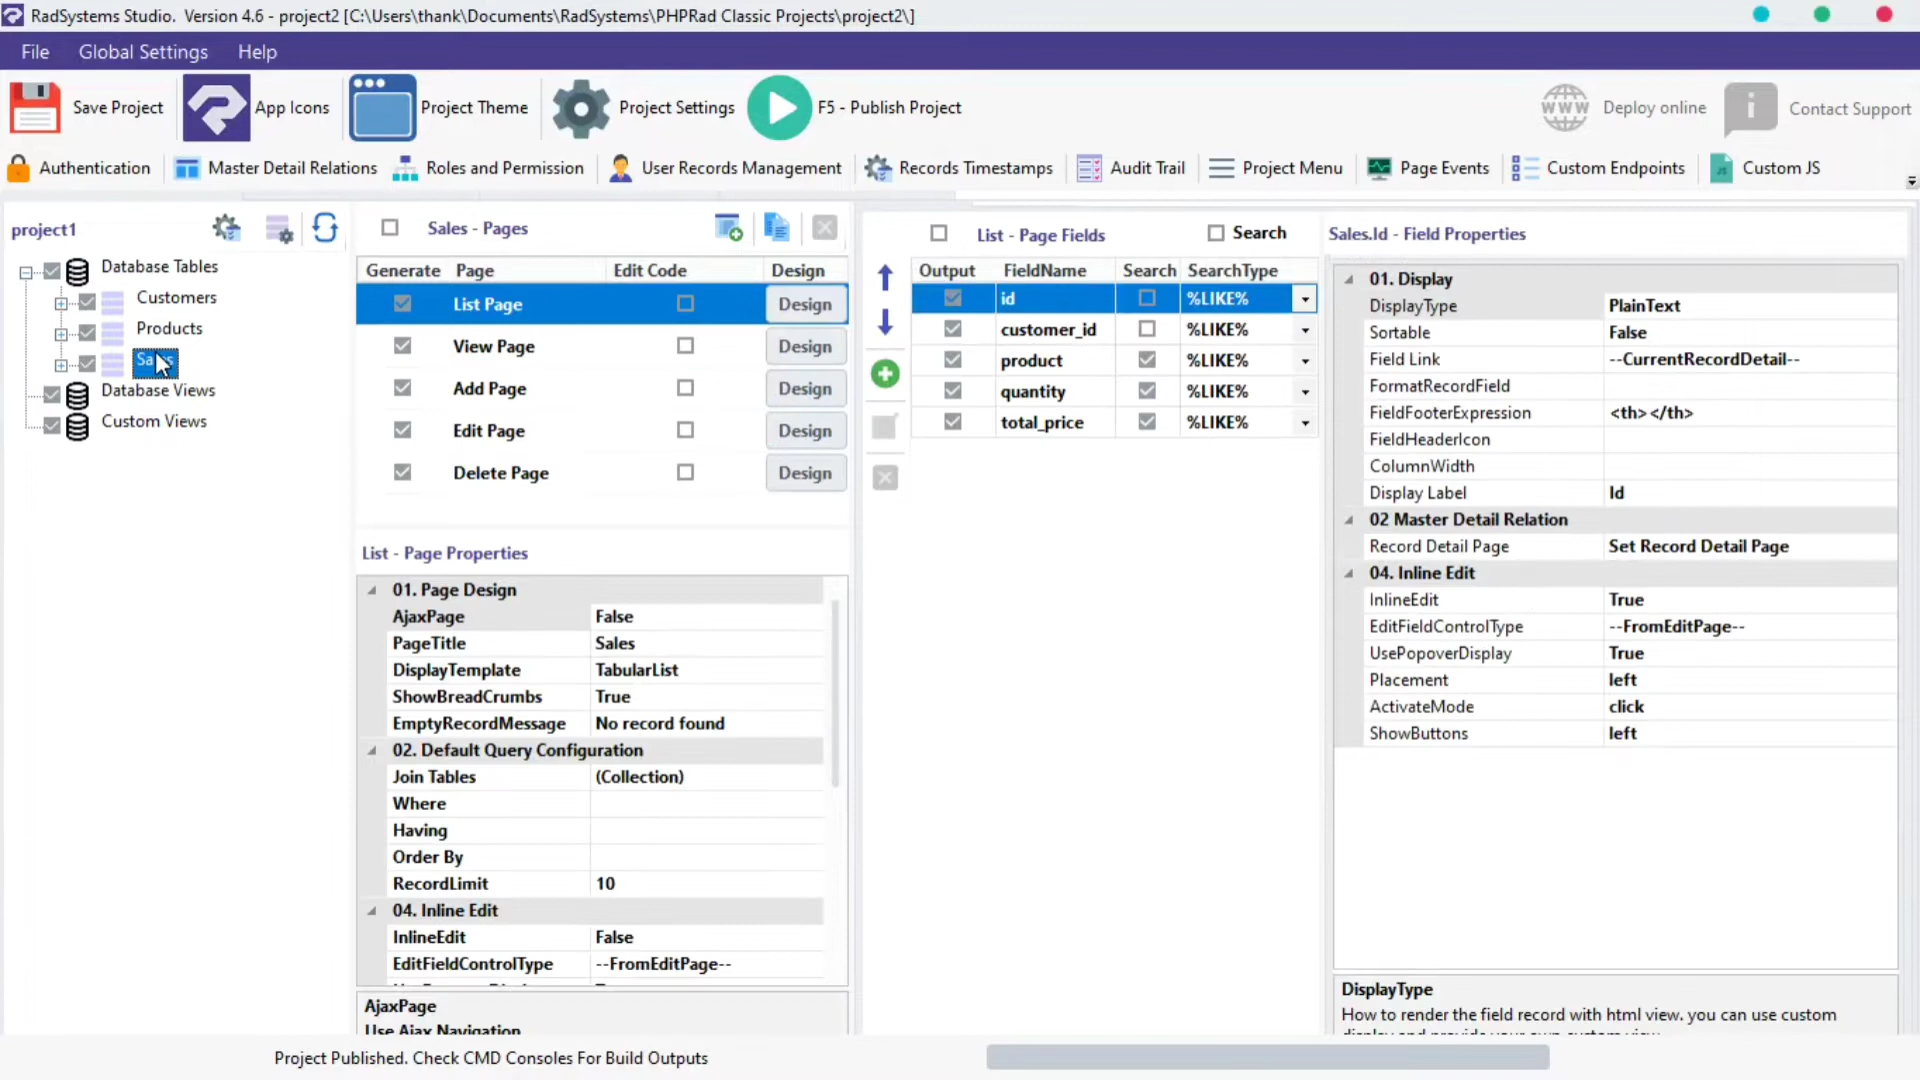 RadSystems Studio. Version 4.6 - project2 [C:\Users\thank\Documents\RadSystems\PHPRad Classic Projects\project2\]
File Global Settings Help
Save Project App Icons Project Theme Project Settings F5 - Publish Project Deploy online Contact Support
Authentication Master Detail Relations Roles and Permission User Records Management Records Timestamps Audit Trail Project Menu Page Events Custom Endpoints Custom JS
project1
Database Tables
Customers
Products
Database Views
Custom Views
Sales - Pages
Generate Page Edit Code Design
List Page Design
View Page Design
Add Page Design
Edit Page Design
Delete Page Design
List - Page Properties
01. Page Design
AjaxPage False
PageTitle Sales
DisplayTemplate TabularList
ShowBreadCrumbs True
EmptyRecordMessage No record found
02. Default Query Configuration
Join Tables (Collection)
Where
Having
Order By
RecordLimit 10
04. Inline Edit
InlineEdit False
EditFieldControlType --FromEditPage--
AjaxPage
Use Ajax Navigation
List - Page Fields Search
Output FieldName Search SearchType
id %LIKE%
customer_id %LIKE%
product %LIKE%
quantity %LIKE%
total_price %LIKE%
Sales.Id - Field Properties
01. Display
DisplayType PlainText
Sortable False
Field Link --CurrentRecordDetail--
FormatRecordField
FieldFooterExpression <th></th>
FieldHeaderIcon
ColumnWidth
Display Label Id
02 Master Detail Relation
Record Detail Page Set Record Detail Page
04. Inline Edit
InlineEdit True
EditFieldControlType --FromEditPage--
UsePopoverDisplay True
Placement left
ActivateMode click
ShowButtons left
DisplayType
How to render the field record with html view. you can use custom
Project Published. Check CMD Consoles For Build Outputs